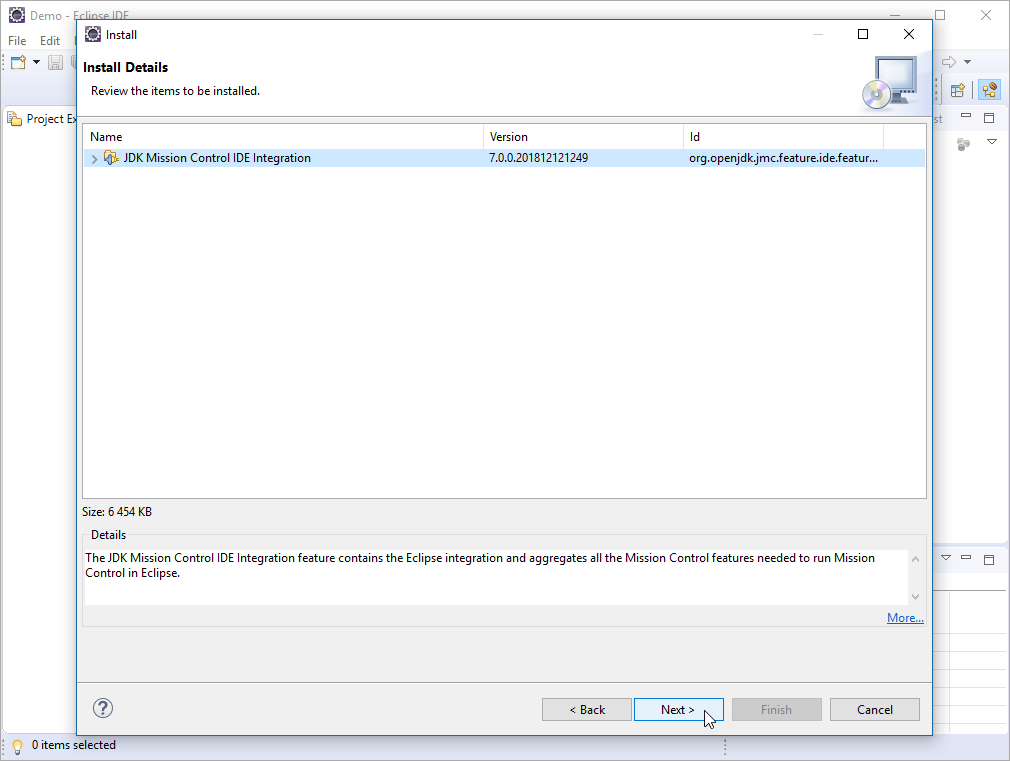 Demo - Eclipse IDE
File Edit
Install
Install Details
Review the items to be installed.
Project Ex
st
Name Version Id
JDK Mission Control IDE Integration 7.0.0.201812121249 org.openjdk.jmc.feature.ide.featur...
Size: 6 454 KB
Details
The JDK Mission Control IDE Integration feature contains the Eclipse integration and aggregates all the Mission Control features needed to run Mission
Control in Eclipse.
More...
?
< Back Next > Finish Cancel
0 items selected